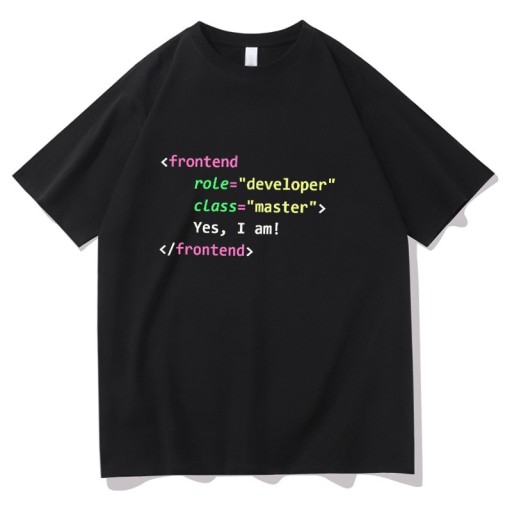 <frontend
role="developer"
class="master">
Yes, I am!
</frontend>